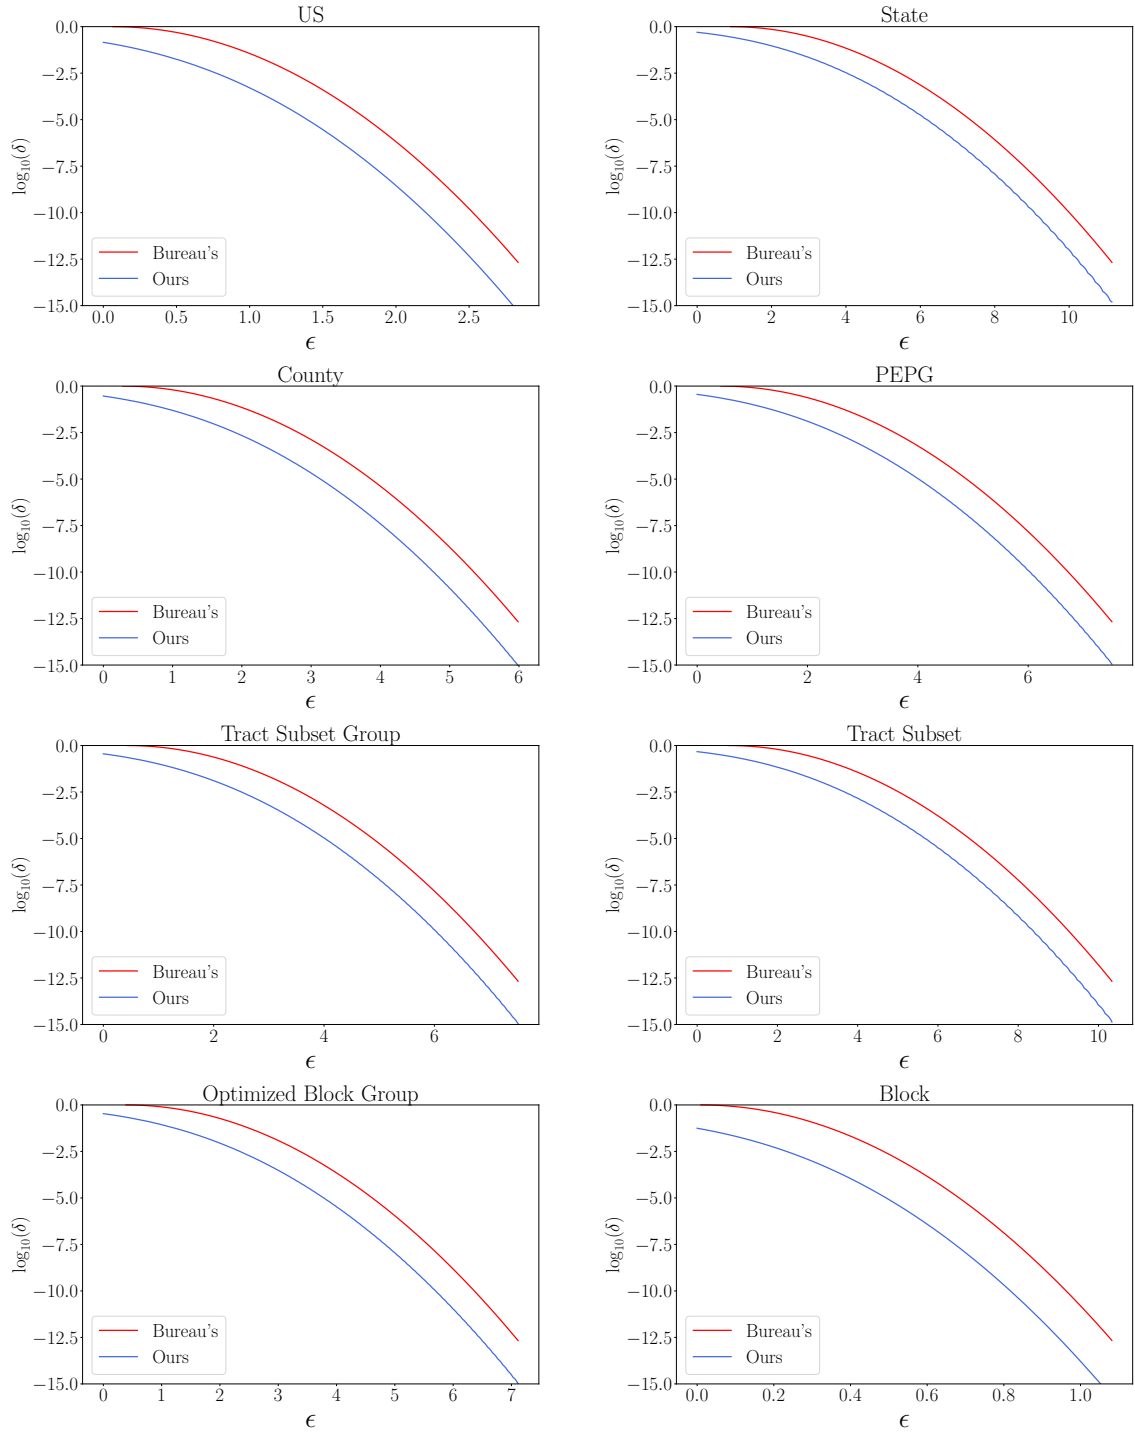 US
0.0
−2.5
−5.0
−7.5
−10.0
−12.5
−15.0
log₁₀(δ)
Bureau's
Ours
0.0 0.5 1.0 1.5 2.0 2.5
ϵ
State
0.0
−2.5
−5.0
−7.5
−10.0
−12.5
−15.0
log₁₀(δ)
Bureau's
Ours
0 2 4 6 8 10
ϵ
County
0.0
−2.5
−5.0
−7.5
−10.0
−12.5
−15.0
log₁₀(δ)
Bureau's
Ours
0 1 2 3 4 5 6
ϵ
PEPG
0.0
−2.5
−5.0
−7.5
−10.0
−12.5
−15.0
log₁₀(δ)
Bureau's
Ours
0 2 4 6
ϵ
Tract Subset Group
0.0
−2.5
−5.0
−7.5
−10.0
−12.5
−15.0
log₁₀(δ)
Bureau's
Ours
0 2 4 6
ϵ
Tract Subset
0.0
−2.5
−5.0
−7.5
−10.0
−12.5
−15.0
log₁₀(δ)
Bureau's
Ours
0 2 4 6 8 10
ϵ
Optimized Block Group
0.0
−2.5
−5.0
−7.5
−10.0
−12.5
−15.0
log₁₀(δ)
Bureau's
Ours
0 1 2 3 4 5 6 7
ϵ
Block
0.0
−2.5
−5.0
−7.5
−10.0
−12.5
−15.0
log₁₀(δ)
Bureau's
Ours
0.0 0.2 0.4 0.6 0.8 1.0
ϵ